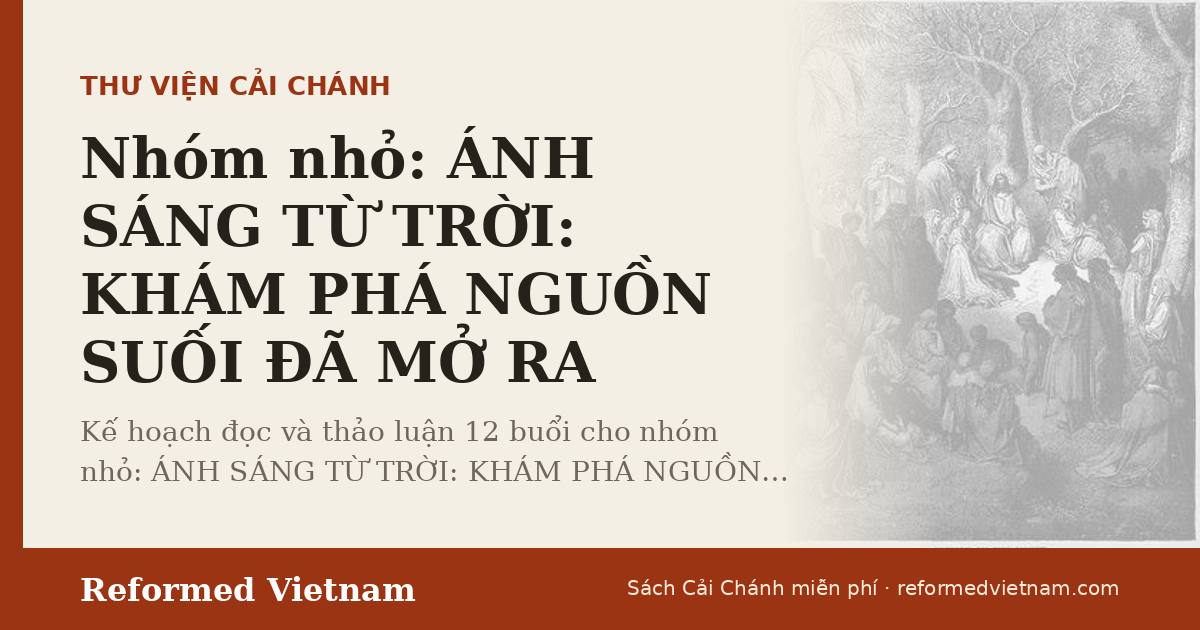 THƯ VIỆN CẢI CHÁNH
Nhóm nhỏ: ÁNH
SÁNG TỪ TRỜI:
KHÁM PHÁ NGUỒN
SUỐI ĐÃ MỞ RA
Kế hoạch đọc và thảo luận 12 buổi cho nhóm
nhỏ: ÁNH SÁNG TỪ TRỜI: KHÁM PHÁ NGUỒN...
Reformed Vietnam
Sách Cải Chánh miễn phí · reformedvietnam.com